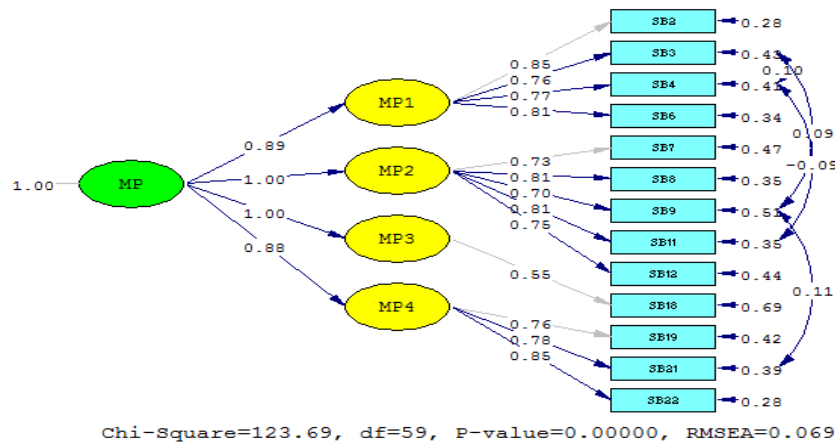 SB2 0.28
0.85 SB3 0.43
0.76 0.10
0.77 SB4 0.41
MP1 0.81
SB6 0.34
0.89 0.09
0.73 SB7 0.47
MP2 0.81 -0.09
1.00 MP 1.00 SB8 0.35
0.70
0.81 SB9 0.51
1.00 0.75
MP3 SB11 0.35
0.88
0.55 SB12 0.44
0.11
MP4 SB18 0.69
0.76
0.78 SB19 0.42
0.85
SB21 0.39
SB22 0.28
Chi-Square=123.69, df=59, P-value=0.00000, RMSEA=0.069